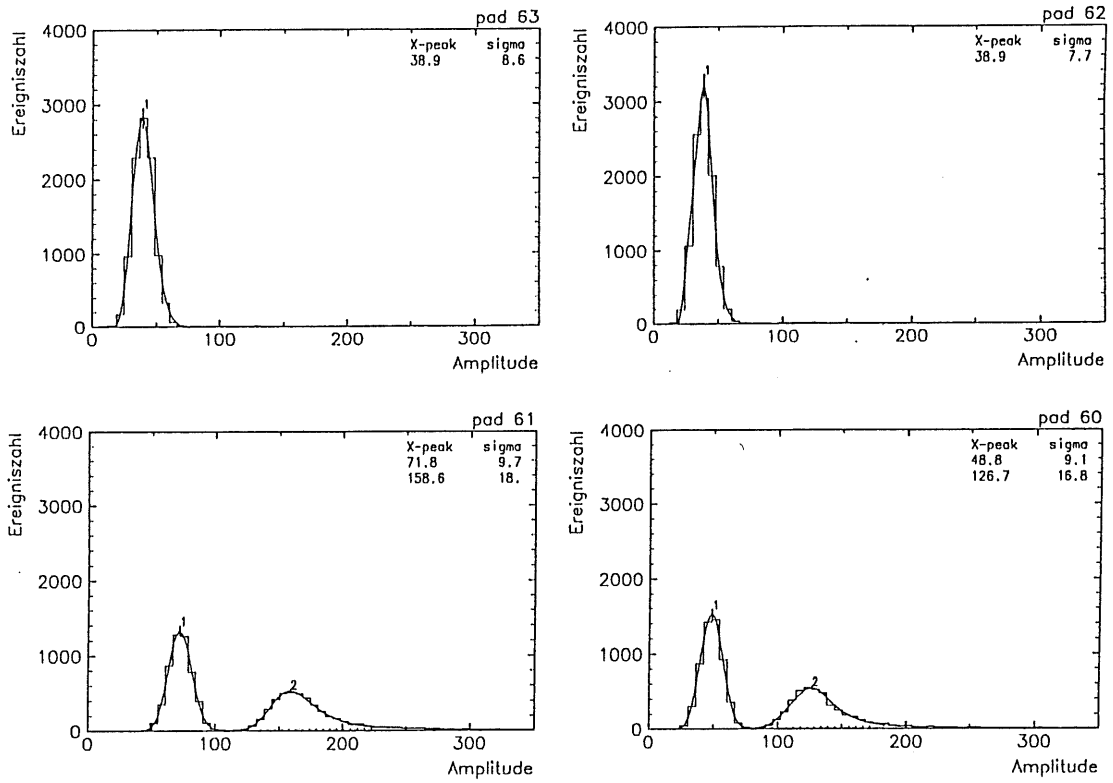 pad 63
Ereigniszahl
4000
3000
2000
1000
0
X-peak sigma
38.9 8.6
1
0 100 200 300
Amplitude
pad 62
Ereigniszahl
4000
3000
2000
1000
0
X-peak sigma
38.9 7.7
1
0 100 200 300
Amplitude
pad 61
Ereigniszahl
4000
3000
2000
1000
0
X-peak sigma
71.8 9.7
158.6 18.
1
2
0 100 200 300
Amplitude
pad 60
Ereigniszahl
4000
3000
2000
1000
0
X-peak sigma
48.8 9.1
126.7 16.8
1
2
0 100 200 300
Amplitude